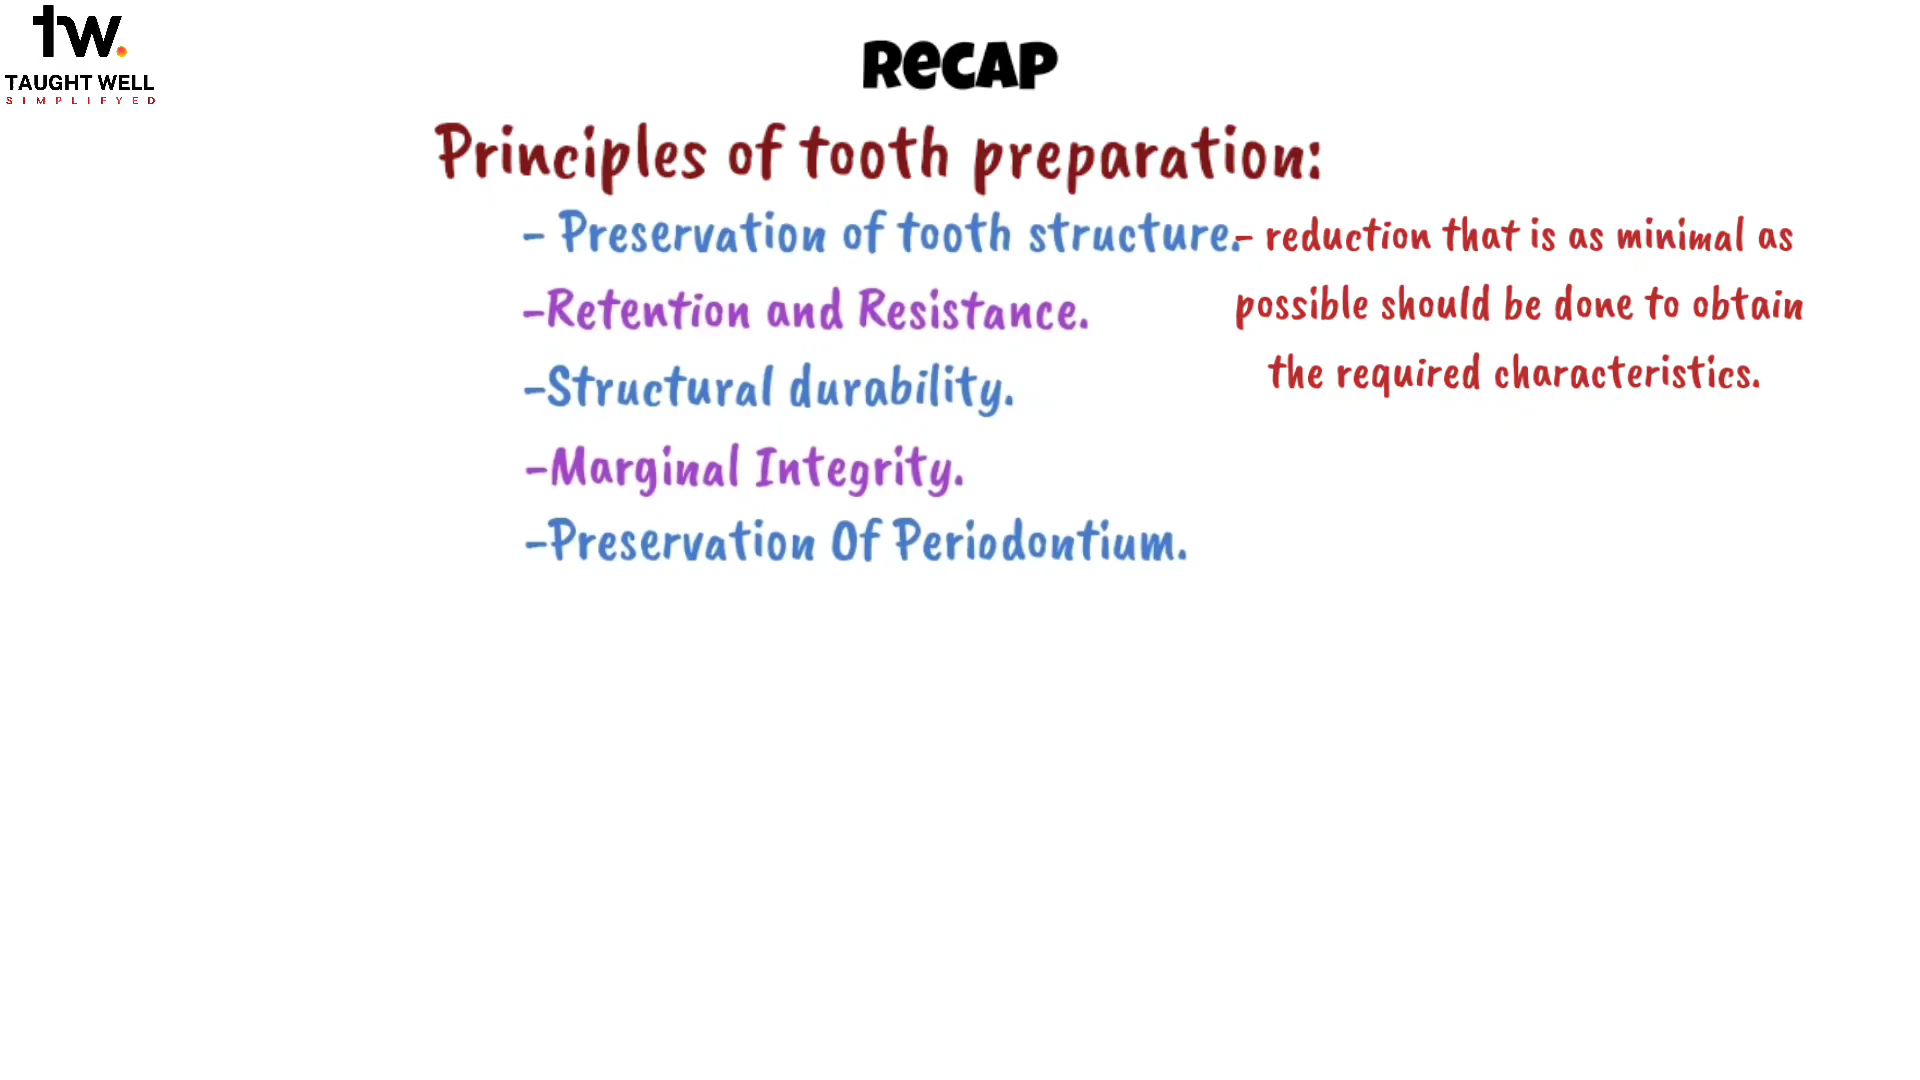 tw.
TAUGHT WELL
SIMPLIFYED
RECAP
Principles of tooth preparation:
- Preservation of tooth structure.
- reduction that is as minimal as
possible should be done to obtain
the required characteristics.
-Retention and Resistance.
-Structural durability.
-Marginal Integrity.
-Preservation Of Periodontium.